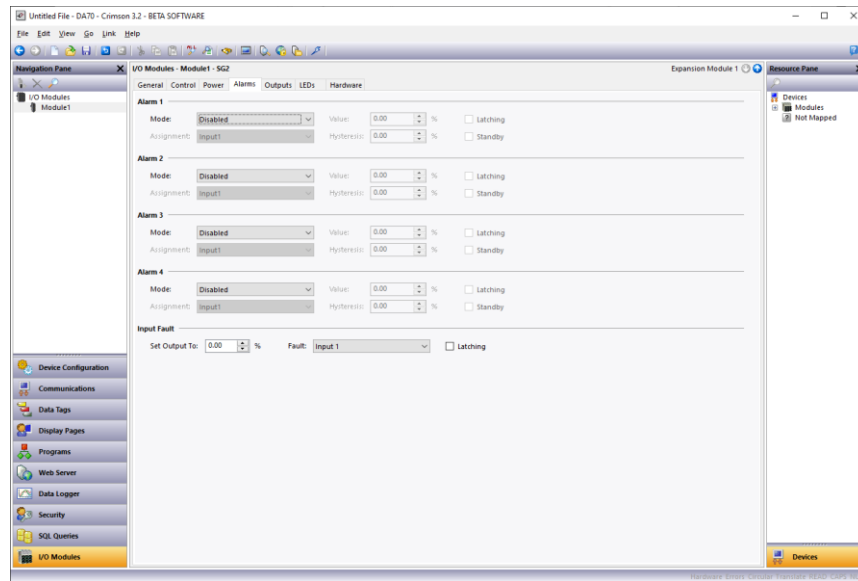 Untitled File - DA70 - Crimson 3.2 - BETA SOFTWARE
File Edit View Go Link Help
Navigation Pane
I/O Modules - Module1 - SG2
Expansion Module 1
Resource Pane
General Control Power Alarms Outputs LEDs Hardware
I/O Modules
Module1
Devices
Modules
Not Mapped
Alarm 1
Mode: Disabled Value: 0.00 % Latching
Assignment: Input1 Hysteresis: 0.00 % Standby
Alarm 2
Mode: Disabled Value: 0.00 % Latching
Assignment: Input1 Hysteresis: 0.00 % Standby
Alarm 3
Mode: Disabled Value: 0.00 % Latching
Assignment: Input1 Hysteresis: 0.00 % Standby
Alarm 4
Mode: Disabled Value: 0.00 % Latching
Assignment: Input1 Hysteresis: 0.00 % Standby
Input Fault
Set Output To: 0.00 % Fault: Input 1 Latching
Device Configuration
Communications
Data Tags
Display Pages
Programs
Web Server
Data Logger
Security
SQL Queries
I/O Modules
Devices
Hardware Errors Circular Translate READ CAPS